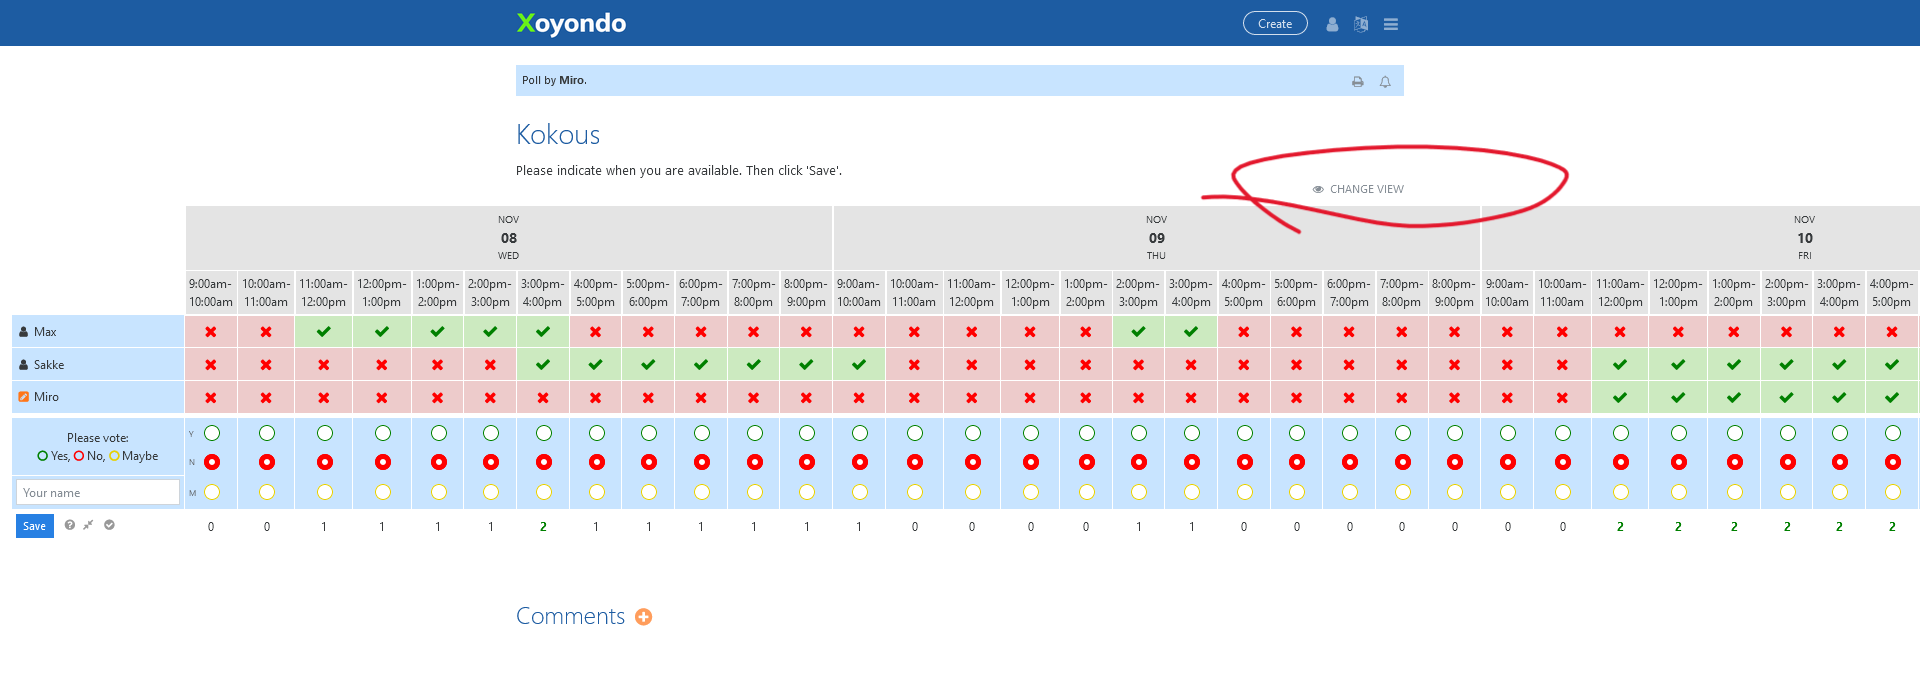 Xoyondo
Create
Poll by Miro.
Kokous
Please indicate when you are available. Then click 'Save'.
CHANGE VIEW
NOV NOV NOV
08 09 10
WED THU FRI
9:00am- 10:00am- 11:00am- 12:00pm- 1:00pm- 2:00pm- 3:00pm- 4:00pm- 5:00pm- 6:00pm- 7:00pm- 8:00pm- 9:00am- 10:00am- 11:00am- 12:00pm- 1:00pm- 2:00pm- 3:00pm- 4:00pm- 5:00pm- 6:00pm- 7:00pm- 8:00pm- 9:00am- 10:00am- 11:00am- 12:00pm- 1:00pm- 2:00pm- 3:00pm- 4:00pm-
10:00am 11:00am 12:00pm 1:00pm 2:00pm 3:00pm 4:00pm 5:00pm 6:00pm 7:00pm 8:00pm 9:00pm 10:00am 11:00am 12:00pm 1:00pm 2:00pm 3:00pm 4:00pm 5:00pm 6:00pm 7:00pm 8:00pm 9:00pm 10:00am 11:00am 12:00pm 1:00pm 2:00pm 3:00pm 4:00pm 5:00pm
Max
Sakke
Miro
Please vote:
Yes, No, Maybe
Y
N
Your name
M
Save 0 0 1 1 1 1 2 1 1 1 1 1 1 0 0 0 0 1 1 0 0 0 0 0 0 0 2 2 2 2 2 2
Comments